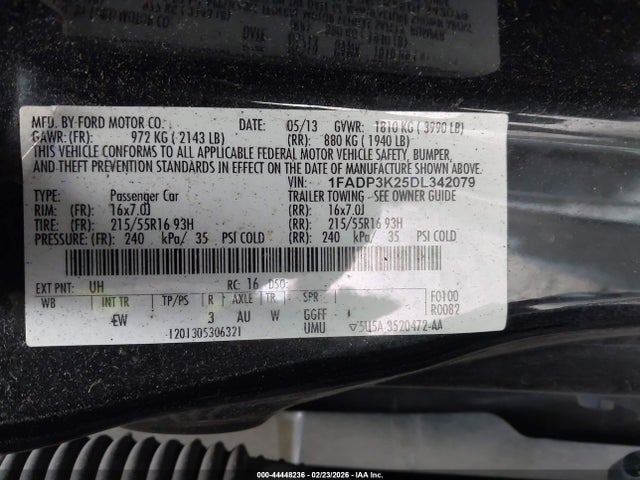 MFD. BY FORD MOTOR CO. DATE: 05/13 GVWR: 1810 KG ( 3990 LB)
GAWR: (FR): 972 KG ( 2143 LB) (RR): 880 KG ( 1940 LB)
THIS VEHICLE CONFORMS TO ALL APPLICABLE FEDERAL MOTOR VEHICLE SAFETY, BUMPER,
AND THEFT PREVENTION STANDARDS IN EFFECT ON THE DATE OF MANUFACTURE SHOWN ABOVE.
VIN: 1FADP3K25DL342079
TYPE: Passenger Car TRAILER TOWING - SEE OWNER GUIDE
RIM: (FR): 16x7.0J (RR): 16x7.0J
TIRE: (FR): 215/55R16 93H (RR): 215/55R16 93H
PRESSURE: (FR): 240 kPa/ 35 PSI COLD (RR): 240 kPa/ 35 PSI COLD
EXT PNT: UH RC: 16 DSO:
WB INT TR TP/PS R AXLE TR SPR F0100
EW 3 AU W GGFF R0082
1201305306321 UMU 5U5A 3520472-AA
000-44448236 - 02/23/2026 - IAA Inc.